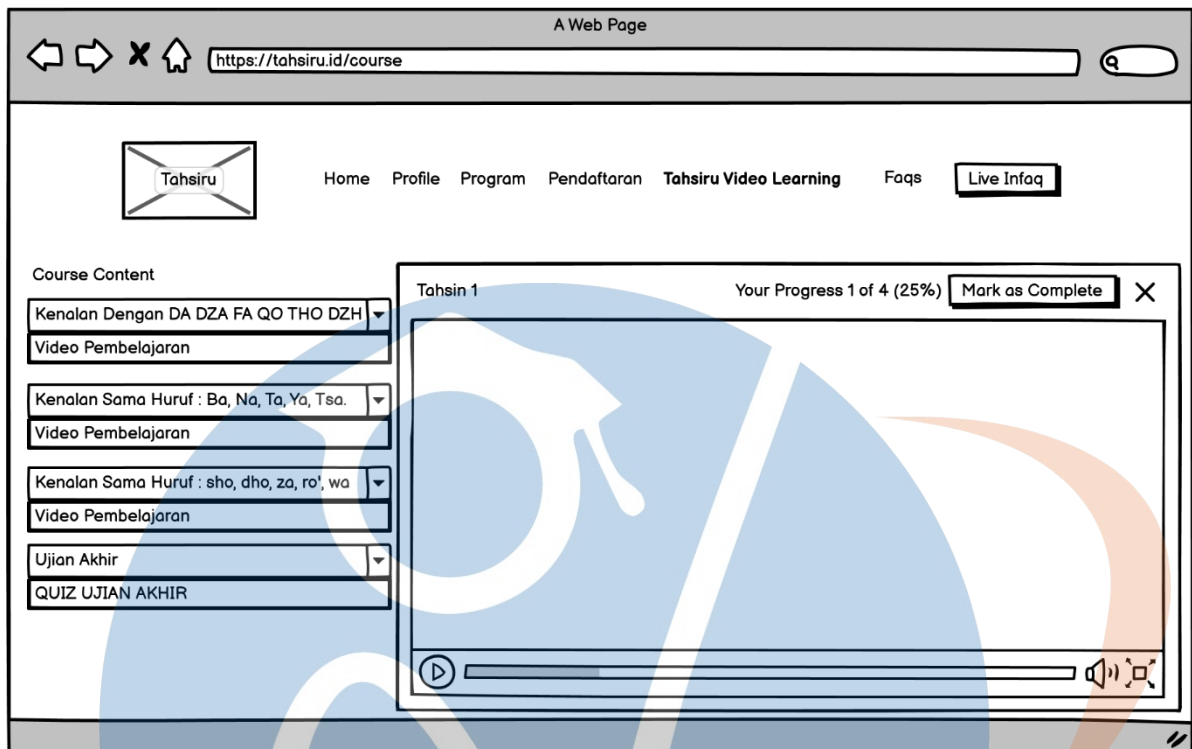 A Web Page
https://tahsiru.id/course
Tahsiru
Home Profile Program Pendaftaran Tahsiru Video Learning Faqs Live Infaq
Course Content
Kenalan Dengan DA DZA FA QO THO DZH
Video Pembelajaran
Kenalan Sama Huruf : Ba, Na, Ta, Ya, Tsa.
Video Pembelajaran
Kenalan Sama Huruf : sho, dho, za, ro', wa
Video Pembelajaran
Ujian Akhir
QUIZ UJIAN AKHIR
Tahsin 1 Your Progress 1 of 4 (25%) Mark as Complete